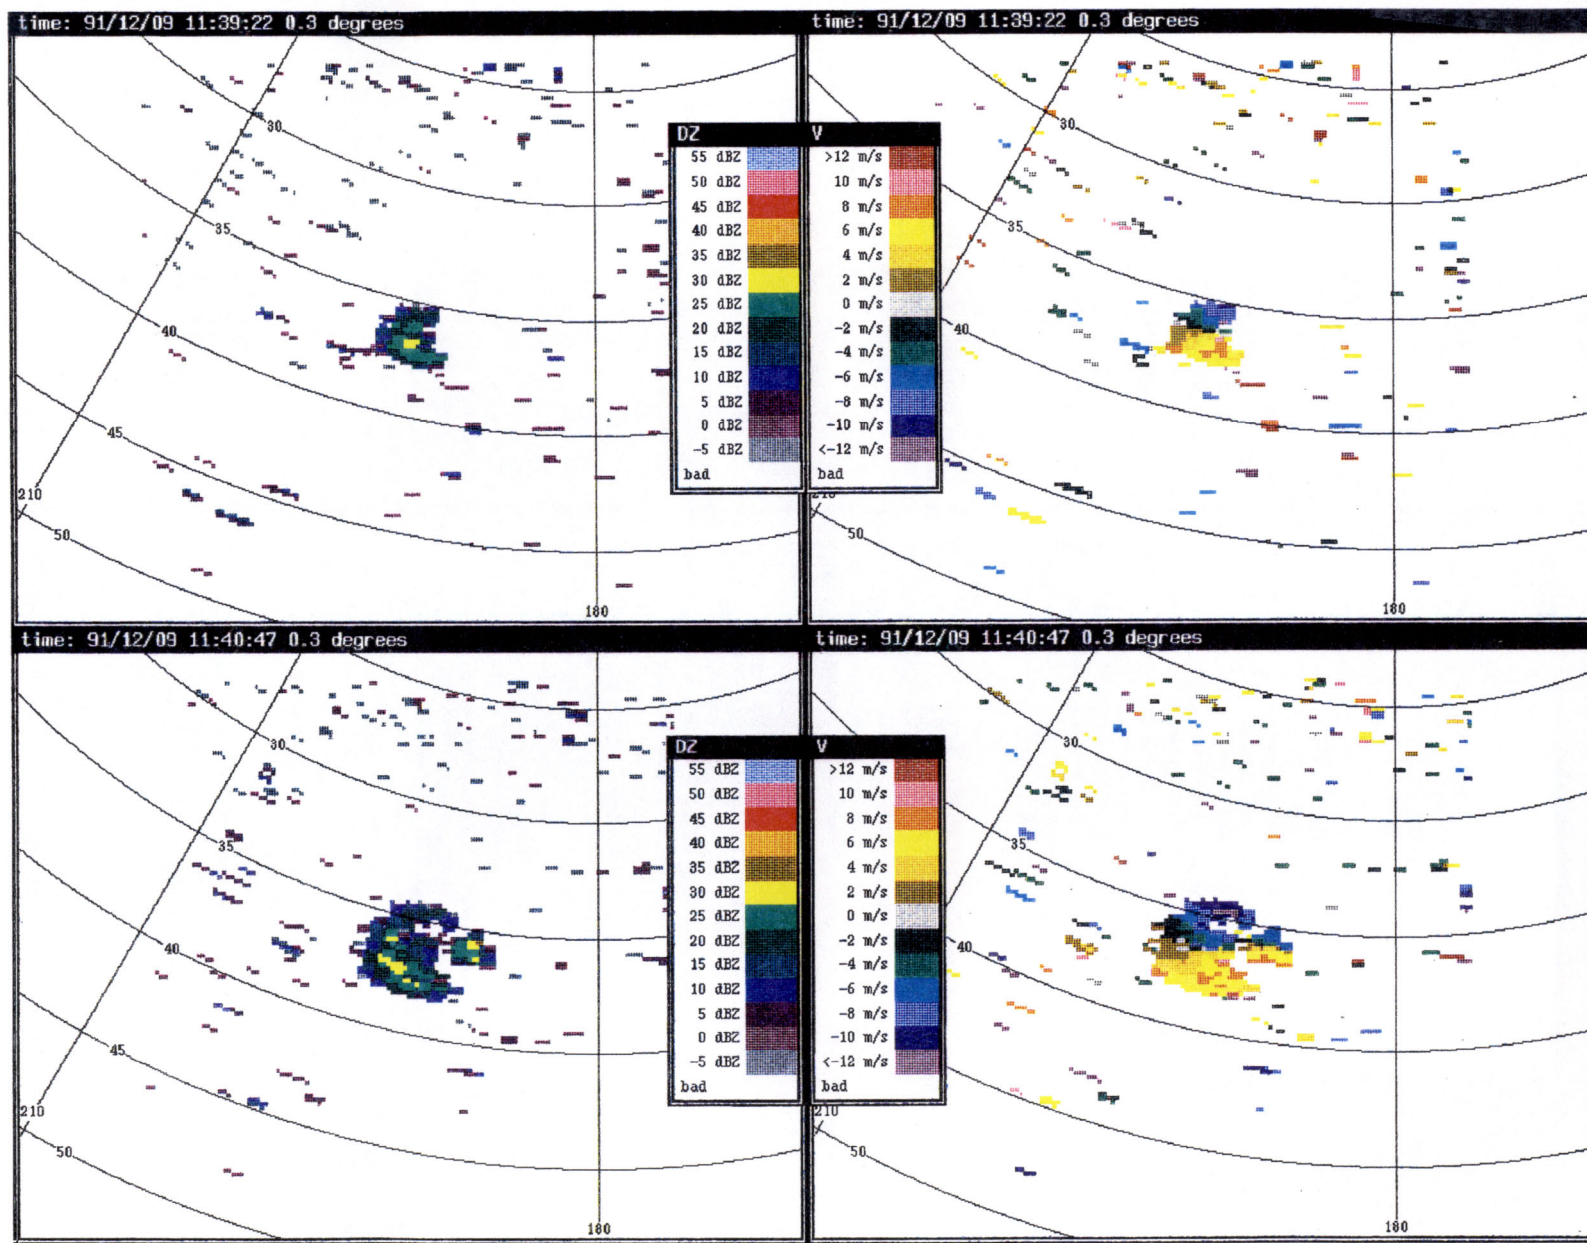 time: 91/12/09 11:39:22 0.3 degrees
30
35
40
45
210
50
180
DZ
55 dBZ
50 dBZ
45 dBZ
40 dBZ
35 dBZ
30 dBZ
25 dBZ
20 dBZ
15 dBZ
10 dBZ
5 dBZ
0 dBZ
-5 dBZ
bad
time: 91/12/09 11:39:22 0.3 degrees
V
>12 m/s
10 m/s
8 m/s
6 m/s
4 m/s
2 m/s
0 m/s
-2 m/s
-4 m/s
-6 m/s
-8 m/s
-10 m/s
<-12 m/s
bad
30
35
40
50
180
time: 91/12/09 11:40:47 0.3 degrees
30
35
40
45
210
50
180
DZ
55 dBZ
50 dBZ
45 dBZ
40 dBZ
35 dBZ
30 dBZ
25 dBZ
20 dBZ
15 dBZ
10 dBZ
5 dBZ
0 dBZ
-5 dBZ
bad
time: 91/12/09 11:40:47 0.3 degrees
V
>12 m/s
10 m/s
8 m/s
6 m/s
4 m/s
2 m/s
0 m/s
-2 m/s
-4 m/s
-6 m/s
-8 m/s
-10 m/s
<-12 m/s
bad
30
35
40
210
50
180